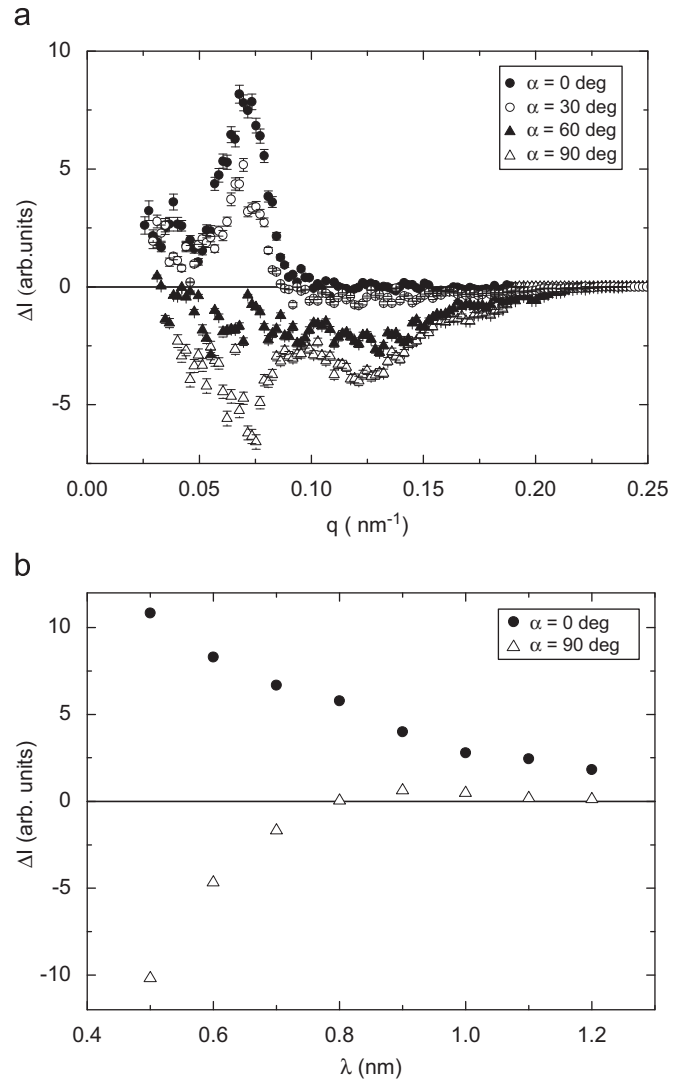 a
10
5
0
-5
ΔI (arb.units)
α = 0 deg
α = 30 deg
α = 60 deg
α = 90 deg
0.00 0.05 0.10 0.15 0.20 0.25
q ( nm⁻¹)
b
10
5
0
-5
-10
ΔI (arb. units)
α = 0 deg
α = 90 deg
0.4 0.6 0.8 1.0 1.2
λ (nm)